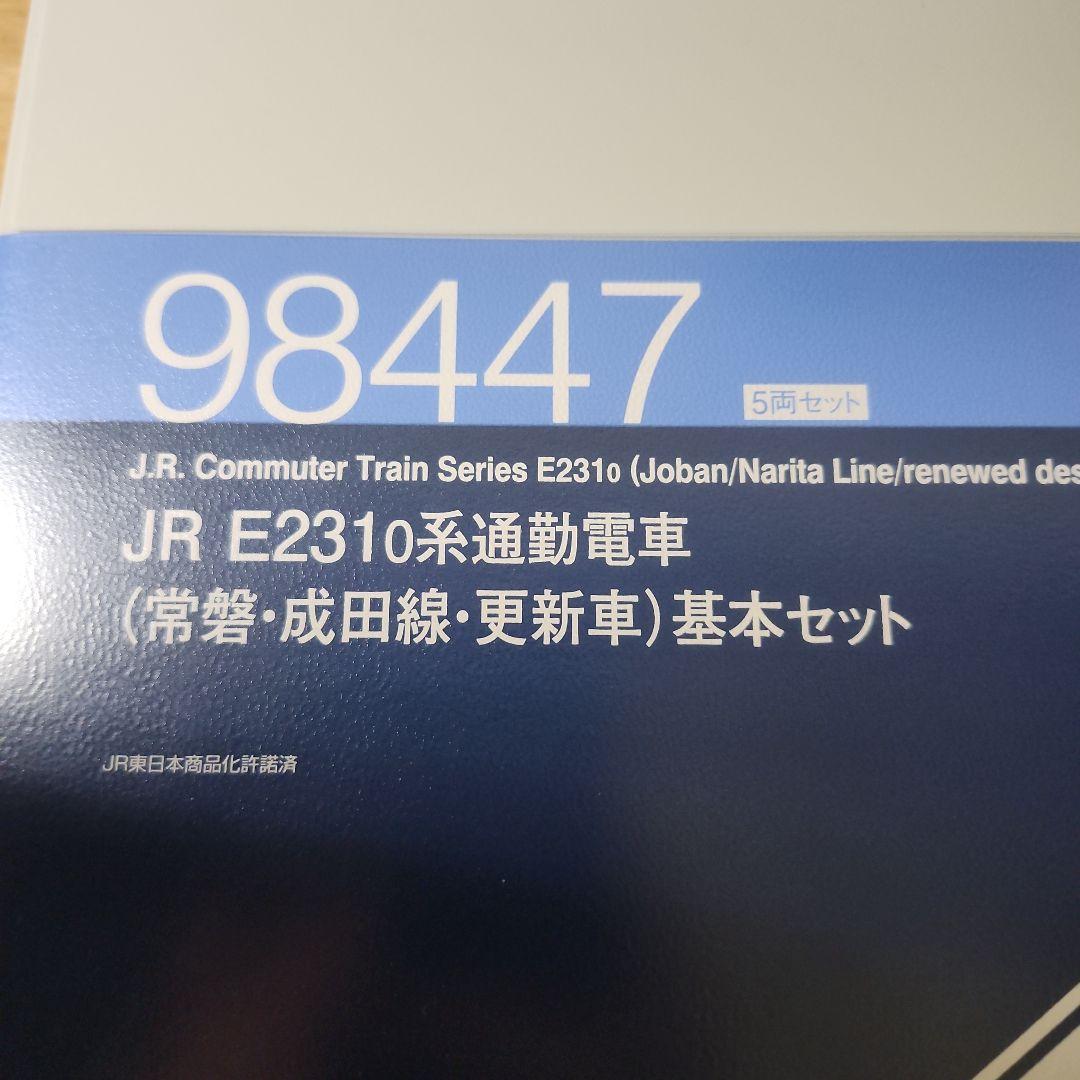 98447
5両セット
J.R. Commuter Train Series E2310 (Joban/Narita Line/renewed des
JR E2310系通勤電車
(常磐・成田線・更新車)基本セット
JR東日本商品化許諾済